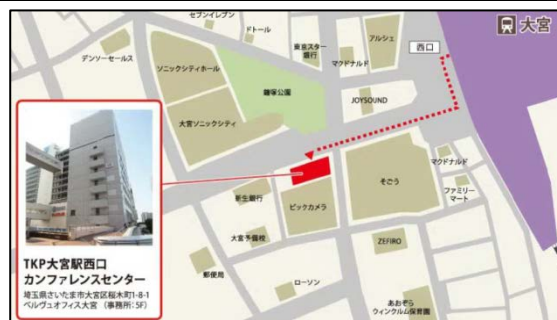 セブンイレブン
ドトール
デンソーセールス
ソニックシティホール
東京スター
銀行
アルシェ
西口
大宮
マクドナルド
鐘塚公園
JOYSOUND
大宮ソニックシティ
そごう
マクドナルド
ファミリー
マート
新生銀行
ビックカメラ
大宮予備校
ZEFIRO
郵便局
ローソン
あおぞら
ウィンクルム保育園
TKP大宮駅西口
カンファレンスセンター
埼玉県さいたま市大宮区桜木町1-8-1
ベルヴュオフィス大宮 (事務所:5F)